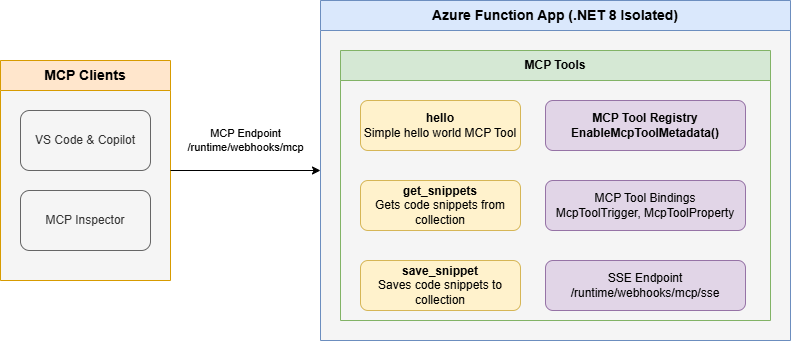 Azure Function App (.NET 8 Isolated)
MCP Clients
VS Code & Copilot
MCP Inspector
MCP Endpoint
/runtime/webhooks/mcp
MCP Tools
hello
Simple hello world MCP Tool
MCP Tool Registry
EnableMcpToolMetadata()
get_snippets
Gets code snippets from
collection
MCP Tool Bindings
McpToolTrigger, McpToolProperty
save_snippet
Saves code snippets to
collection
SSE Endpoint
/runtime/webhooks/mcp/sse